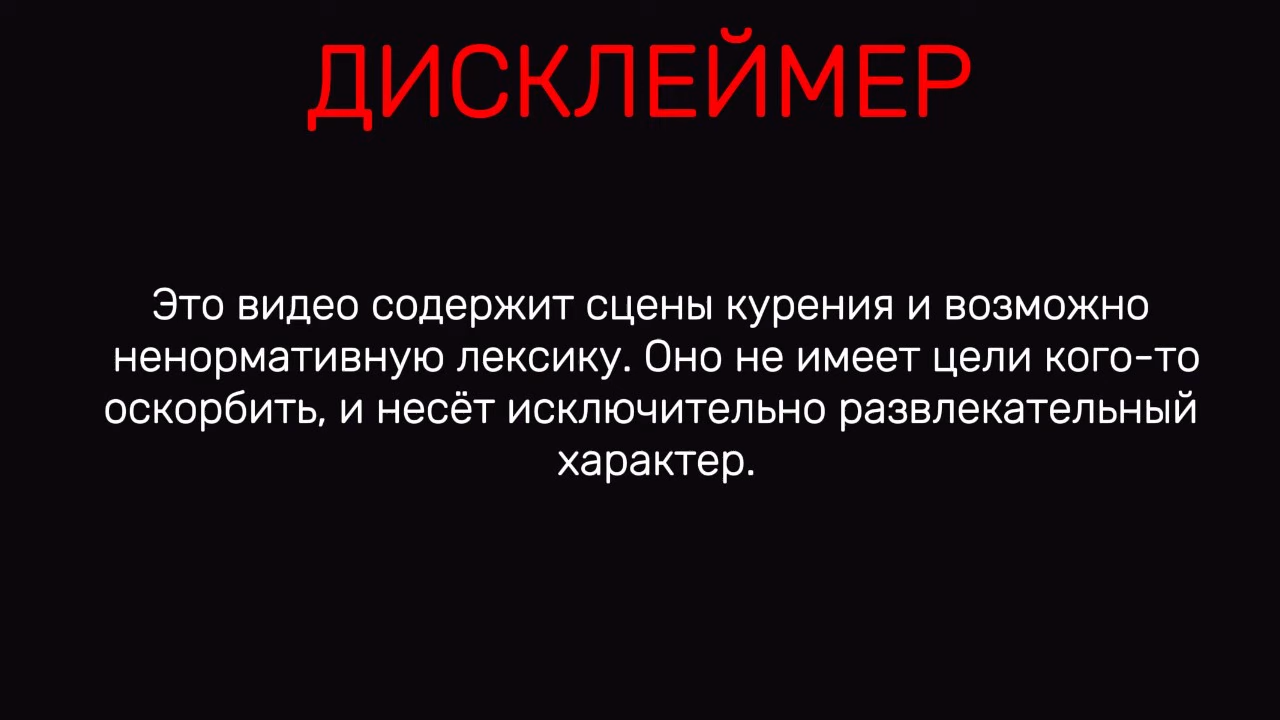 ДИСКЛЕЙМЕР
Это видео содержит сцены курения и возможно
ненормативную лексику. Оно не имеет цели кого-то
оскорбить, и несёт исключительно развлекательный
характер.